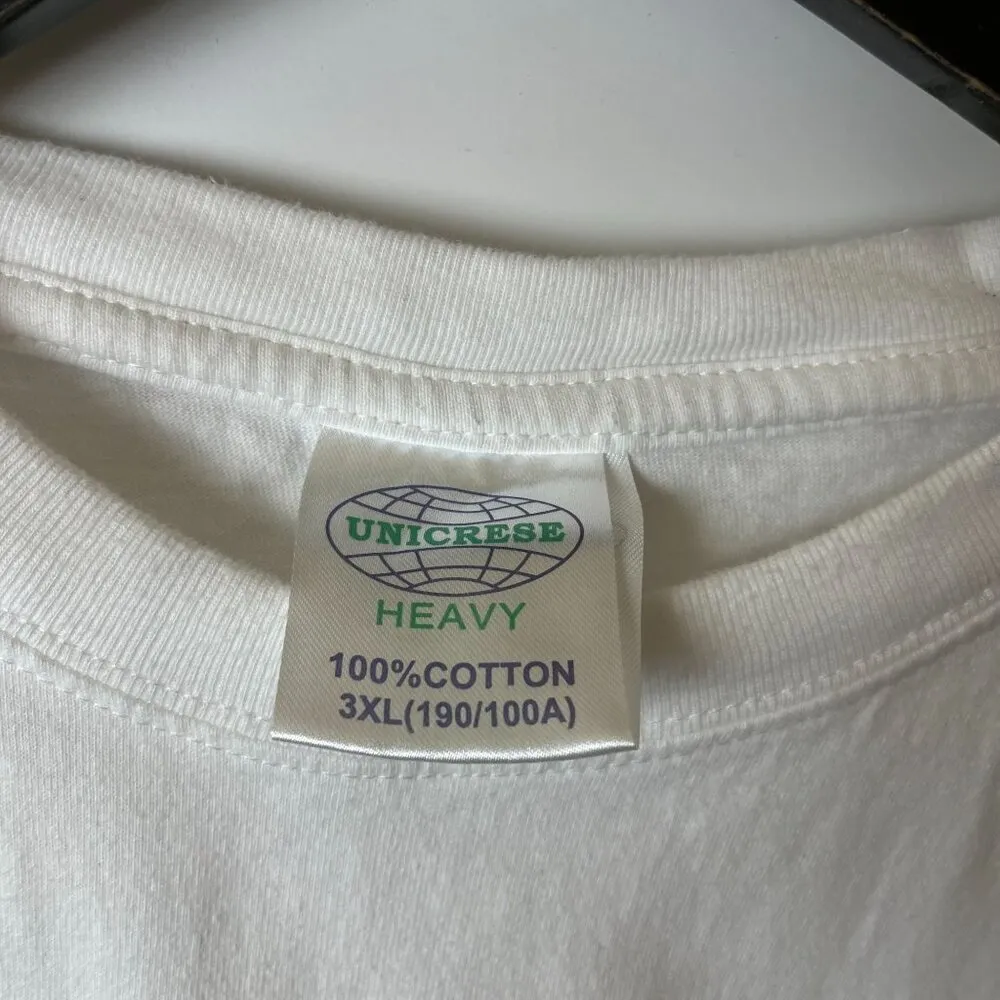 UNICRESE
HEAVY
100%COTTON
3XL(190/100A)